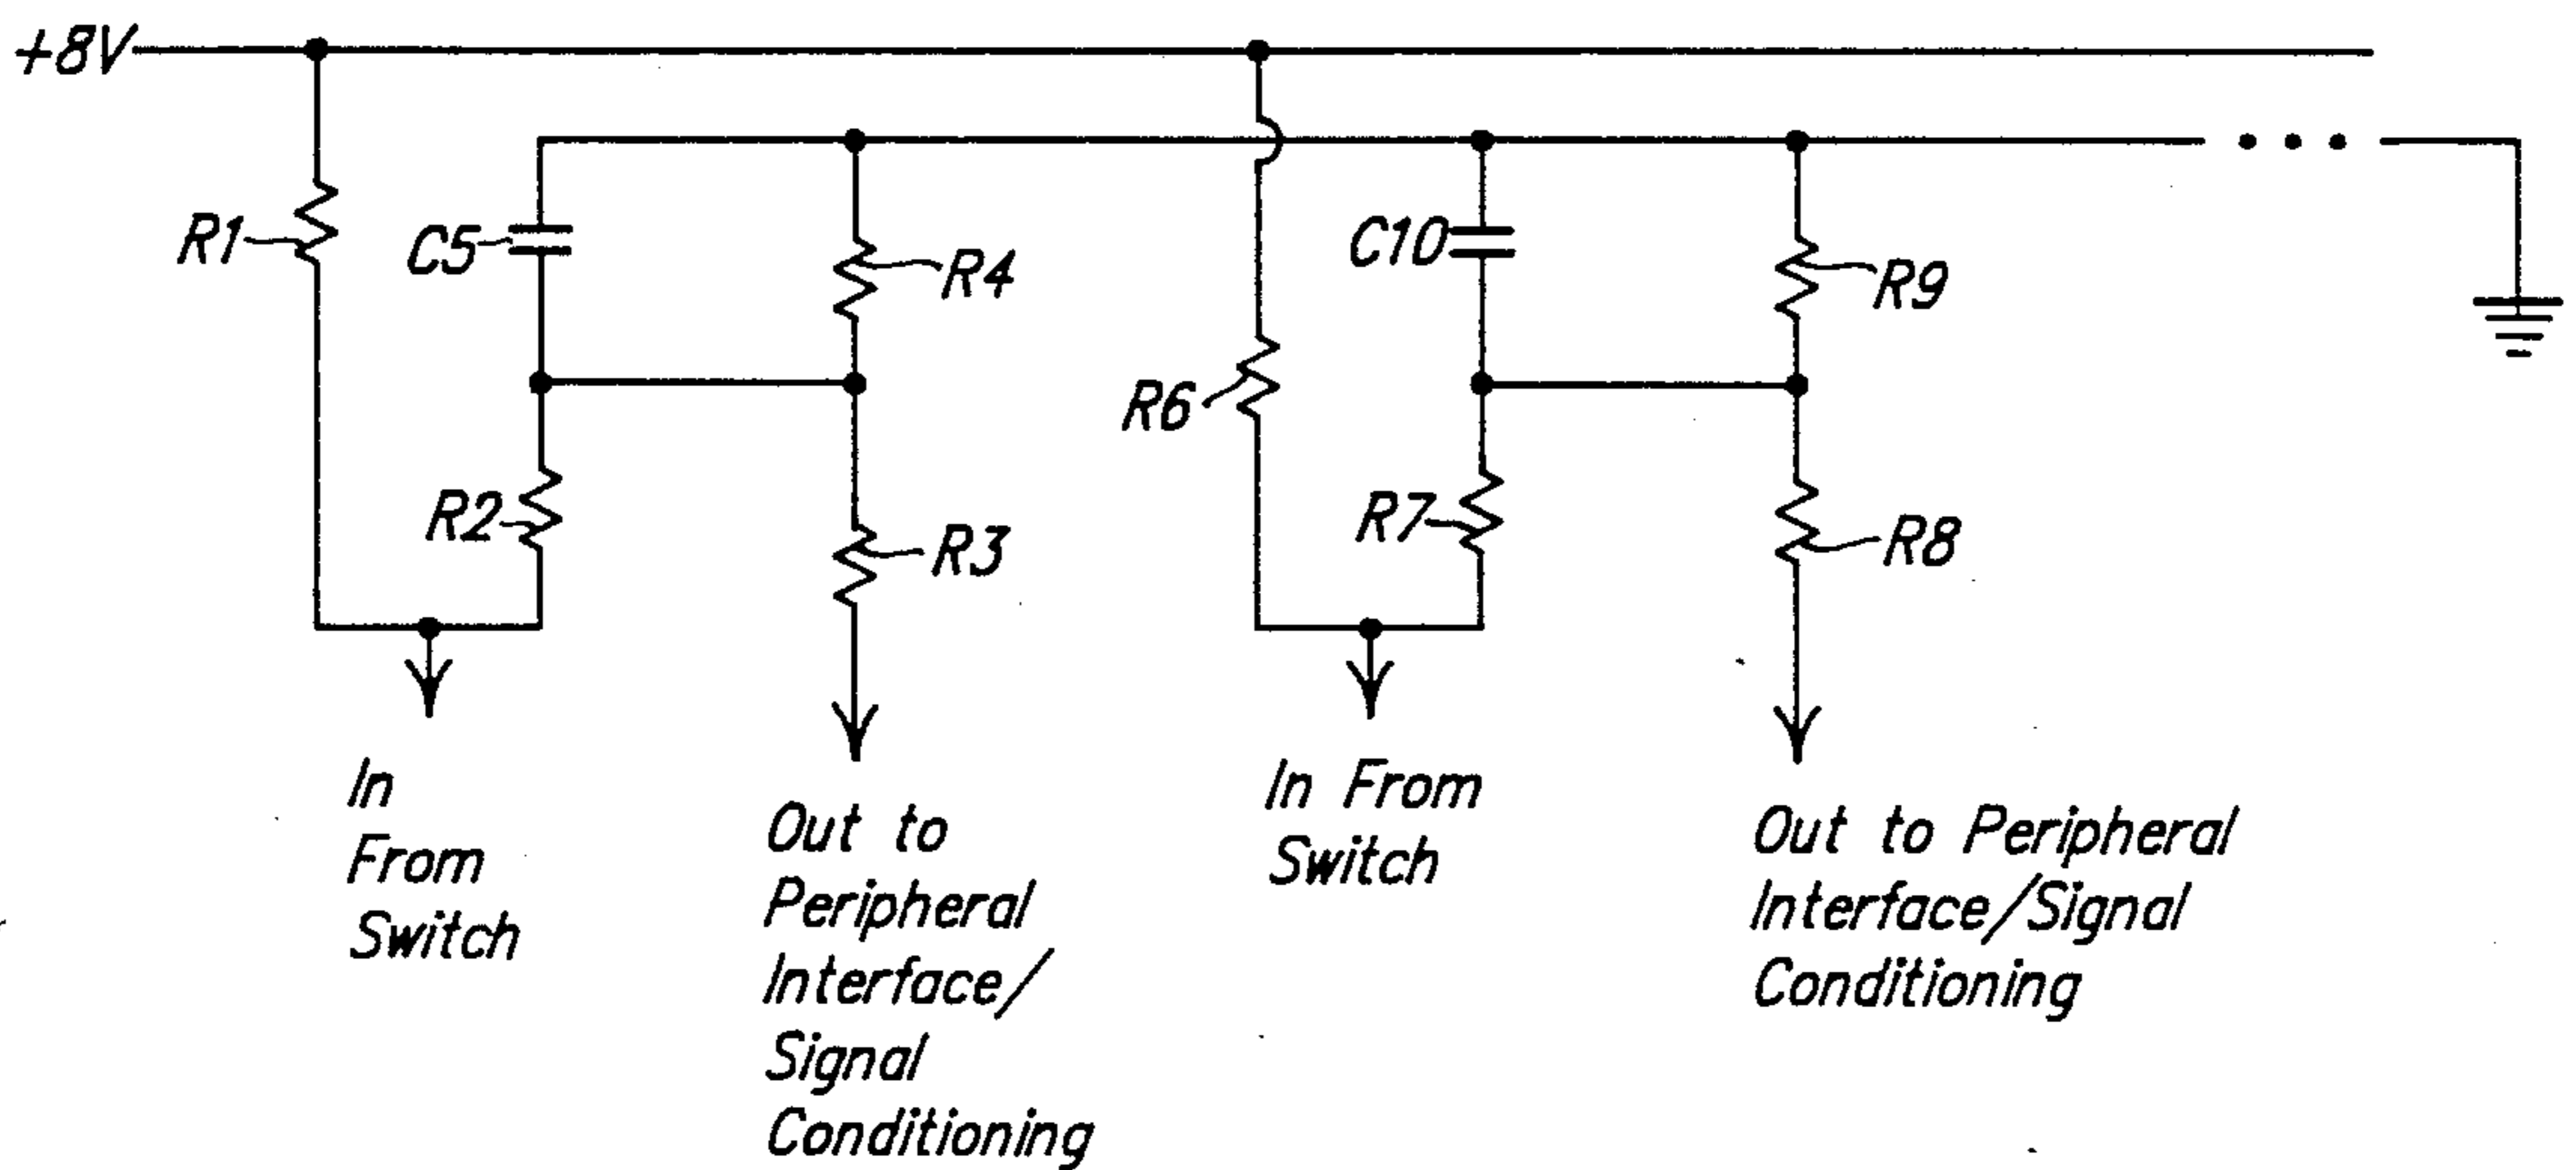 +8V
R1
C5
R4
C10
R9
R6
R2
R3
R7
R8
In
From
Switch
Out to
Peripheral
Interface/
Signal
Conditioning
In From
Switch
Out to Peripheral
Interface/Signal
Conditioning